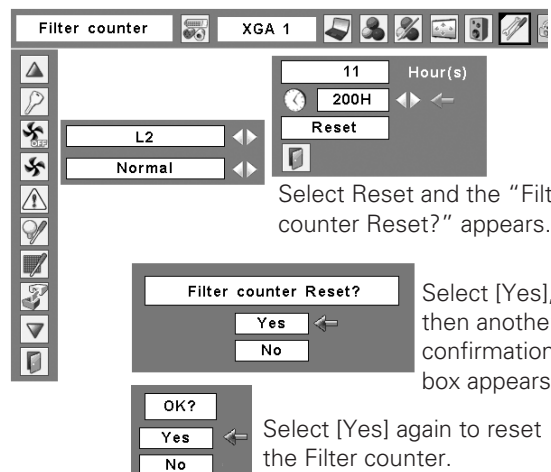 Filter counter
XGA 1
11 Hour(s)
OFF
200H
L2
Reset
Normal
Select Reset and the “Filt
counter Reset?” appears.
Filter counter Reset?
Yes
No
Select [Yes],
then anothe
confirmation
box appears
OK?
Yes
No
Select [Yes] again to reset
the Filter counter.